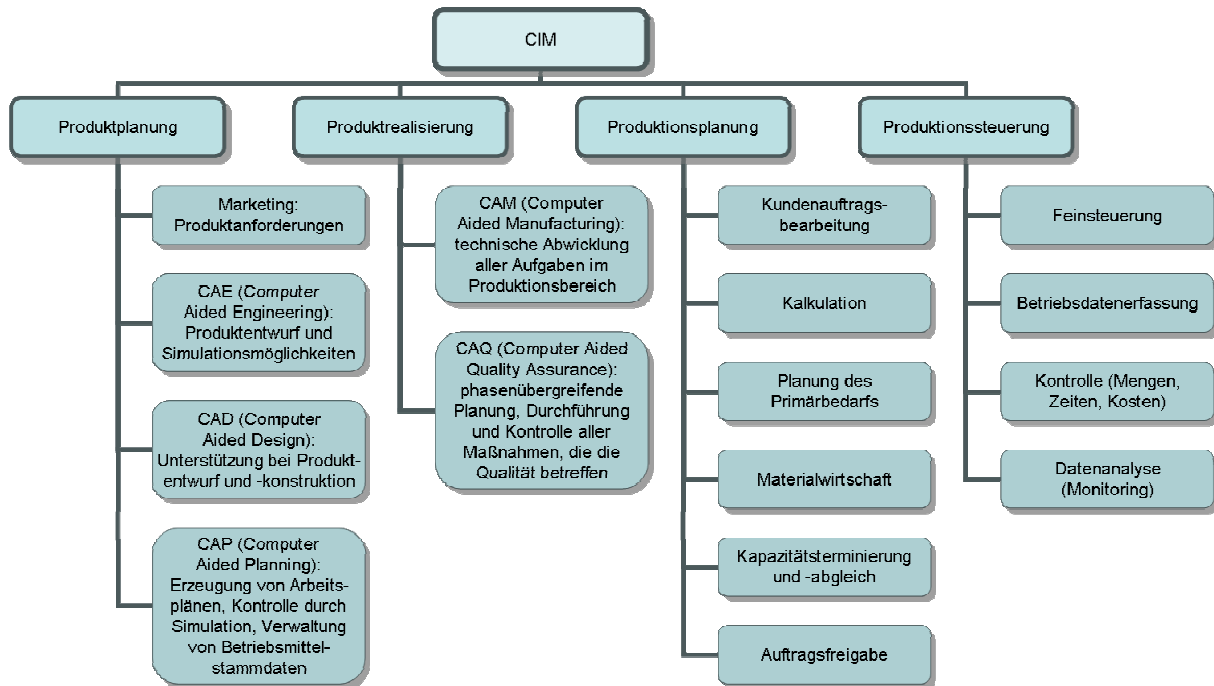 CIM
Produktplanung
Produktrealisierung
Produktionsplanung
Produktionssteuerung
Marketing:
Produktanforderungen
CAE (Computer
Aided Engineering):
Produktentwurf und
Simulationsmöglichkeiten
CAD (Computer
Aided Design):
Unterstützung bei Produkt-
entwurf und -konstruktion
CAP (Computer
Aided Planning):
Erzeugung von Arbeits-
plänen, Kontrolle durch
Simulation, Verwaltung
von Betriebsmittel-
stammdaten
CAM (Computer
Aided Manufacturing):
technische Abwicklung
aller Aufgaben im
Produktionsbereich
CAQ (Computer Aided
Quality Assurance):
phasenübergreifende
Planung, Durchführung
und Kontrolle aller
Maßnahmen, die die
Qualität betreffen
Kundenauftrags-
bearbeitung
Kalkulation
Planung des
Primärbedarfs
Materialwirtschaft
Kapazitätsterminierung
und -abgleich
Auftragsfreigabe
Feinsteuerung
Betriebsdatenerfassung
Kontrolle (Mengen,
Zeiten, Kosten)
Datenanalyse
(Monitoring)